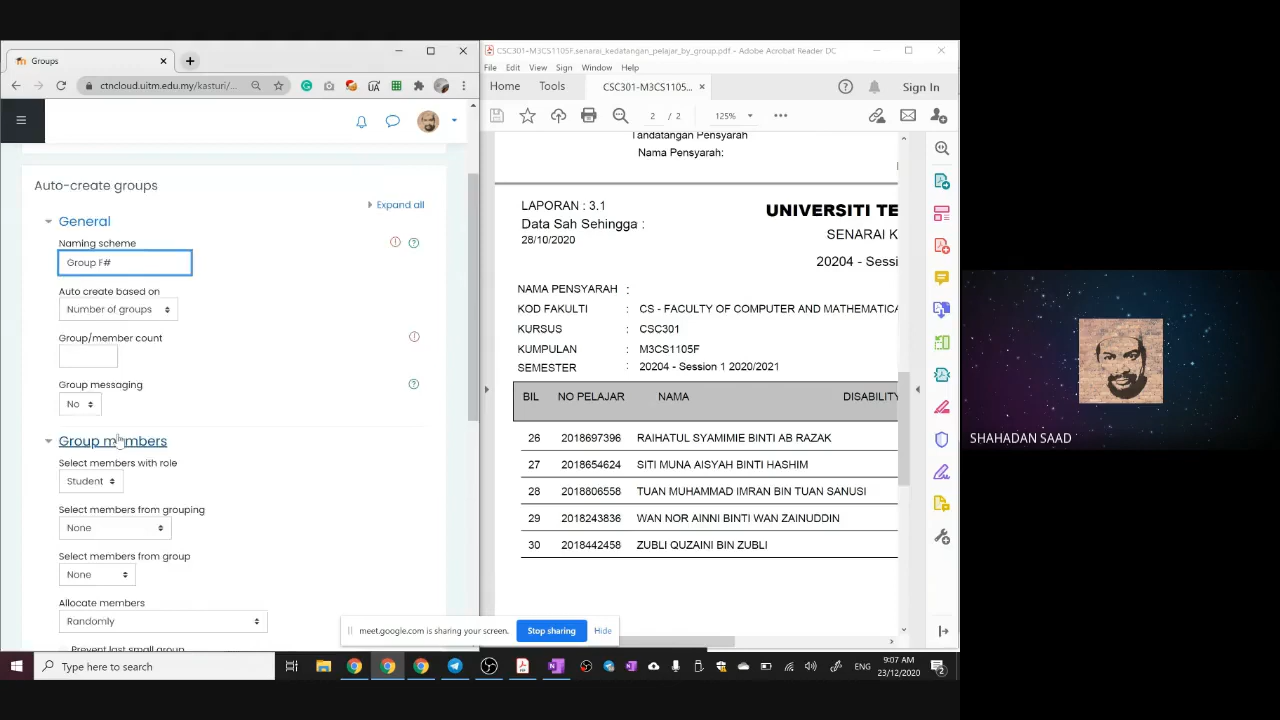 Groups
ctncloud.uitm.edu.my/kasturi/...
Auto-create groups
Expand all
General
Naming scheme
Group F#
Auto create based on
Number of groups
Group/member count
Group messaging
No
Group members
Select members with role
Student
Select members from grouping
None
Select members from group
None
Allocate members
Randomly
Prevent last small group
CSC301-M3CS1105F.senarai_kedatangan_pelajar_by_group.pdf - Adobe Acrobat Reader DC
File Edit View Sign Window Help
Home Tools CSC301-M3CS1105... Sign In
2 / 2 125%
Tandatangan Pensyarah
Nama Pensyarah:
LAPORAN : 3.1
UNIVERSITI TE
Data Sah Sehingga :
SENARAI K
28/10/2020
20204 - Sessi
NAMA PENSYARAH :
KOD FAKULTI : CS - FACULTY OF COMPUTER AND MATHEMATICA
KURSUS : CSC301
KUMPULAN : M3CS1105F
SEMESTER : 20204 - Session 1 2020/2021
BIL NO PELAJAR NAMA DISABILITY
26 2018697396 RAIHATUL SYAMIMIE BINTI AB RAZAK
27 2018654624 SITI MUNA AISYAH BINTI HASHIM
28 2018806558 TUAN MUHAMMAD IMRAN BIN TUAN SANUSI
29 2018243836 WAN NOR AINNI BINTI WAN ZAINUDDIN
30 2018442458 ZUBLI QUZAINI BIN ZUBLI
meet.google.com is sharing your screen. Stop sharing Hide
SHAHADAN SAAD
Type here to search
ENG
9:07 AM
23/12/2020
2